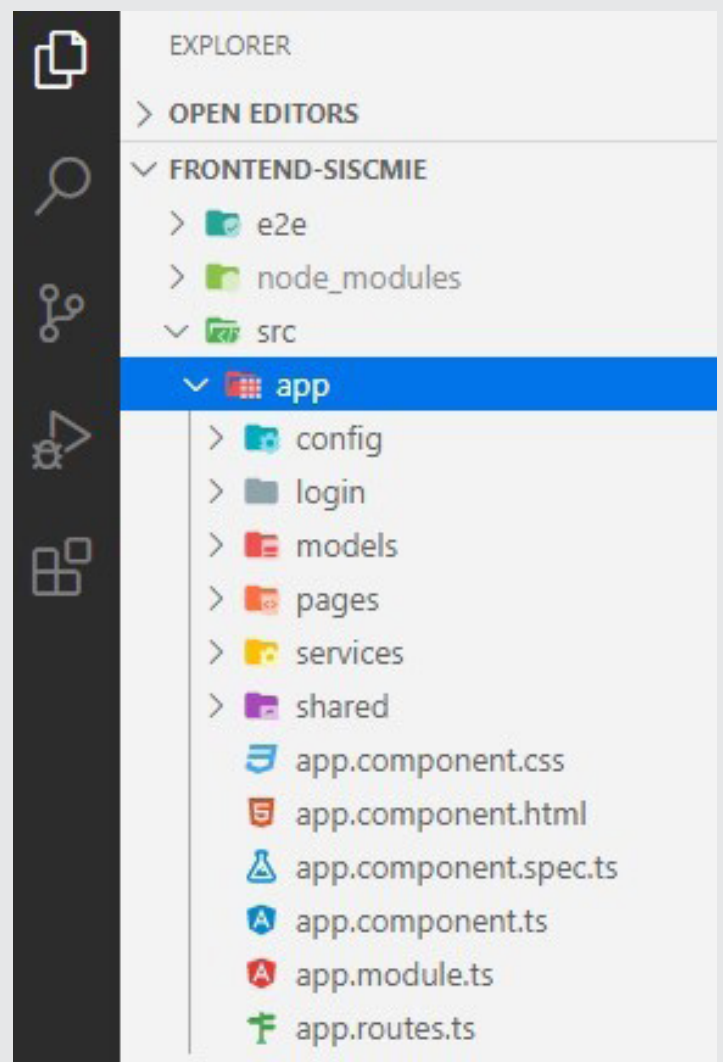 EXPLORER
OPEN EDITORS
FRONTEND-SISCMIE
e2e
node_modules
src
app
config
login
models
pages
services
shared
app.component.css
app.component.html
app.component.spec.ts
app.component.ts
app.module.ts
app.routes.ts